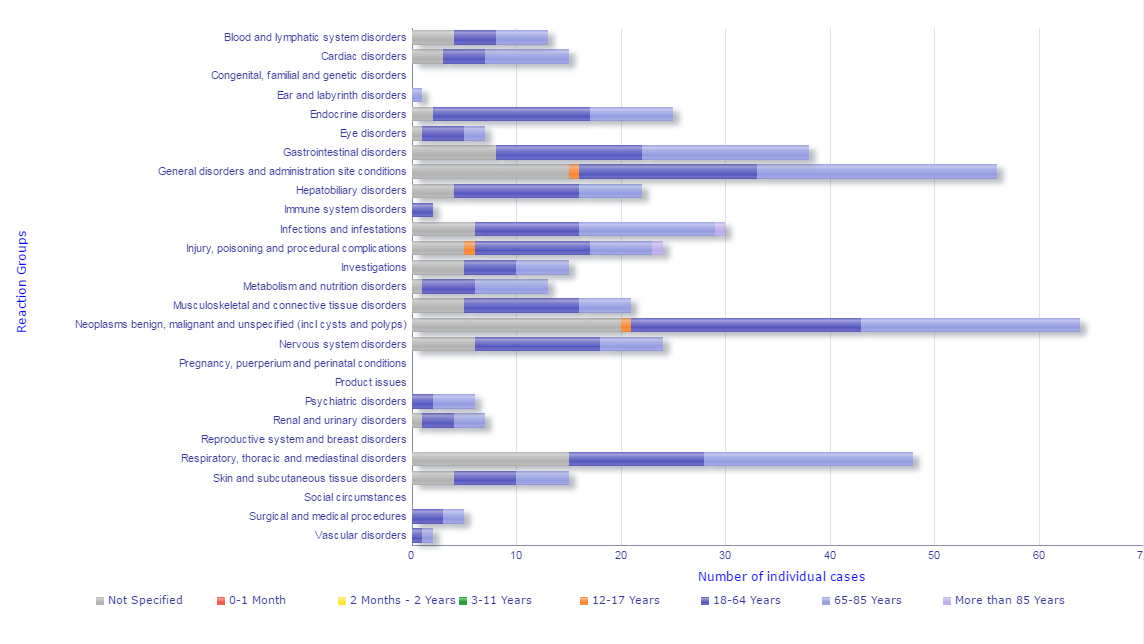 Blood and lymphatic system disorders
Cardiac disorders
Congenital, familial and genetic disorders
Ear and labyrinth disorders
Endocrine disorders
Eye disorders
Gastrointestinal disorders
General disorders and administration site conditions
Hepatobiliary disorders
Immune system disorders
Infections and infestations
Injury, poisoning and procedural complications
Investigations
Metabolism and nutrition disorders
Musculoskeletal and connective tissue disorders
Neoplasms benign, malignant and unspecified (incl cysts and polyps)
Nervous system disorders
Pregnancy, puerperium and perinatal conditions
Product issues
Psychiatric disorders
Renal and urinary disorders
Reproductive system and breast disorders
Respiratory, thoracic and mediastinal disorders
Skin and subcutaneous tissue disorders
Social circumstances
Surgical and medical procedures
Vascular disorders
Reaction Groups
0 10 20 30 40 50 60 7
Number of individual cases
Not Specified 0-1 Month 2 Months - 2 Years 3-11 Years 12-17 Years 18-64 Years 65-85 Years More than 85 Years